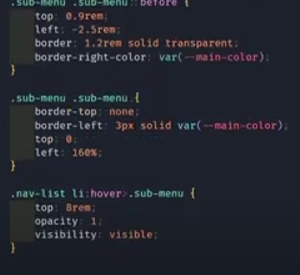 .sub-menu .sub-menu::before {
top: 0.9rem;
left: -2.5rem;
border: 1.2rem solid transparent;
border-right-color: var(--main-color);
}
.sub-menu .sub-menu {
border-top: none;
border-left: 3px solid var(--main-color);
top: 0;
left: 160%;
}
.nav-list li:hover>.sub-menu {
top: 8rem;
opacity: 1;
visibility: visible;
}